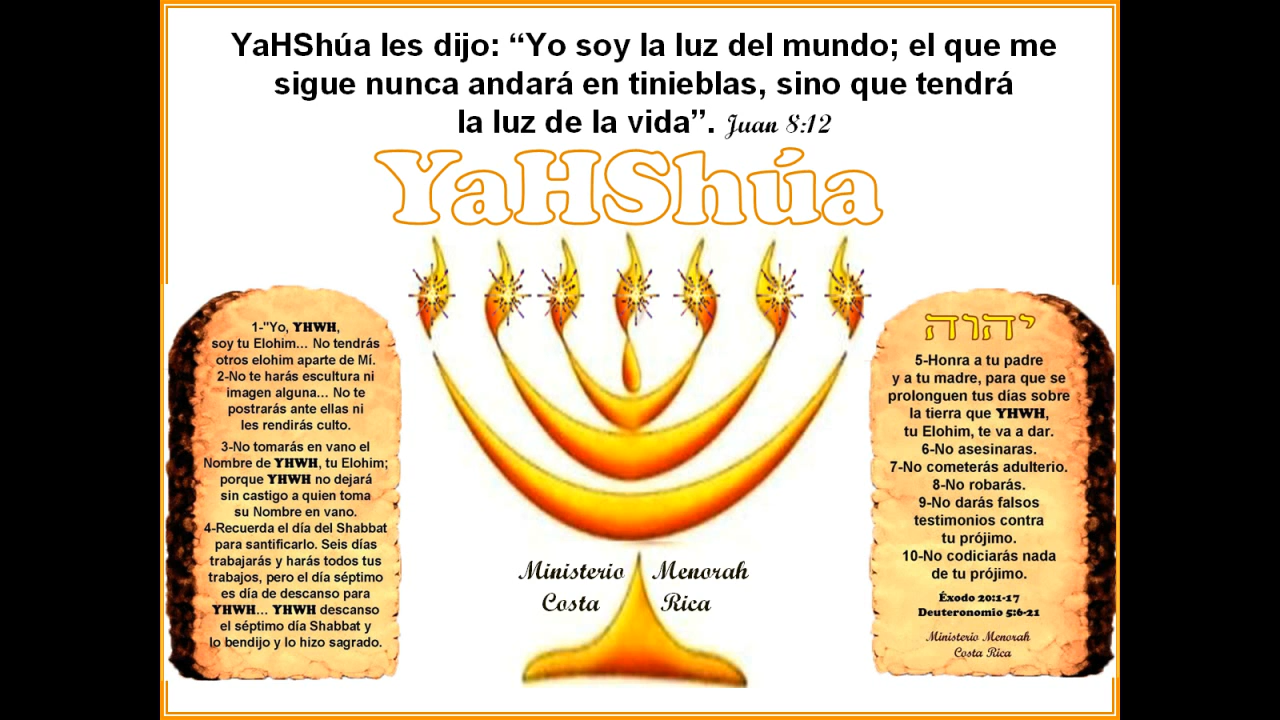 YaHShúa les dijo: “Yo soy la luz del mundo; el que me
sigue nunca andará en tinieblas, sino que tendrá
la luz de la vida”. Juan 8:12
YaHShúa
1-"Yo, YHWH,
soy tu Elohim... No tendrás
otros elohim aparte de Mí.
2-No te harás escultura ni
imagen alguna... No te
postrarás ante ellas ni
les rendirás culto.
3-No tomarás en vano el
Nombre de YHWH, tu Elohim;
porque YHWH no dejará
sin castigo a quien toma
su Nombre en vano.
4-Recuerda el día del Shabbat
para santificarlo. Seis días
trabajarás y harás todos tus
trabajos, pero el día séptimo
es día de descanso para
YHWH... YHWH descanso
el séptimo día Shabbat y
lo bendijo y lo hizo sagrado.
Ministerio Menorah
Costa Rica
יהוה
5-Honra a tu padre
y a tu madre, para que se
prolonguen tus días sobre
la tierra que YHWH,
tu Elohim, te va a dar.
6-No asesinaras.
7-No cometerás adulterio.
8-No robarás.
9-No darás falsos
testimonios contra
tu prójimo.
10-No codiciarás nada
de tu prójimo.
Éxodo 20:1-17
Deuteronomio 5:6-21
Ministerio Menorah
Costa Rica